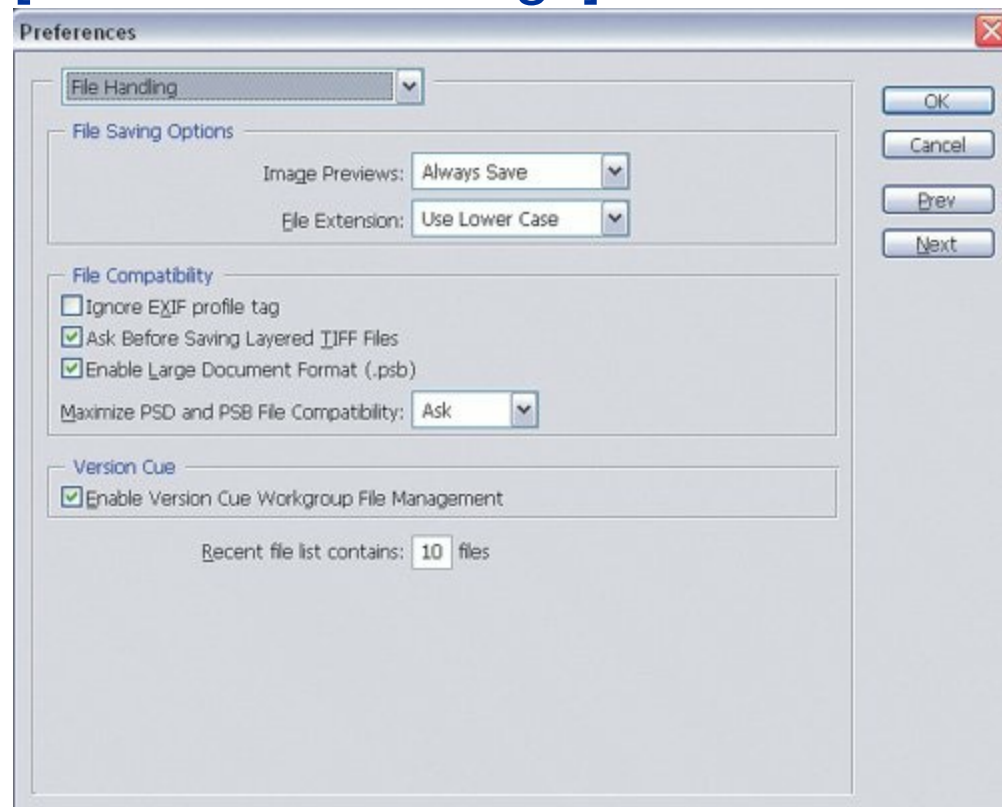 Preferences
File Handling
OK
File Saving Options
Cancel
Image Previews: Always Save
Prev
File Extension: Use Lower Case
Next
File Compatibility
Ignore EXIF profile tag
Ask Before Saving Layered TIFF Files
Enable Large Document Format (.psb)
Maximize PSD and PSB File Compatibility: Ask
Version Cue
Enable Version Cue Workgroup File Management
Recent file list contains: 10 files